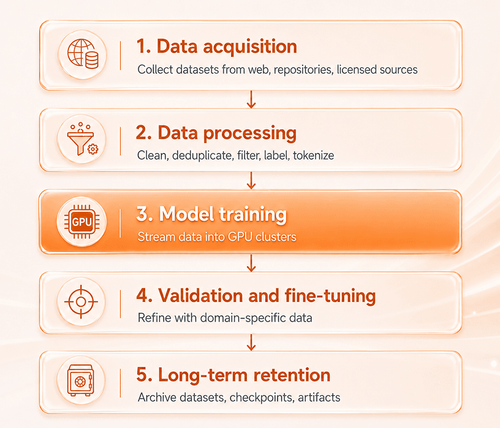 1. Data acquisition
Collect datasets from web, repositories, licensed sources
2. Data processing
Clean, deduplicate, filter, label, tokenize
GPU
3. Model training
Stream data into GPU clusters
4. Validation and fine-tuning
Refine with domain-specific data
5. Long-term retention
Archive datasets, checkpoints, artifacts